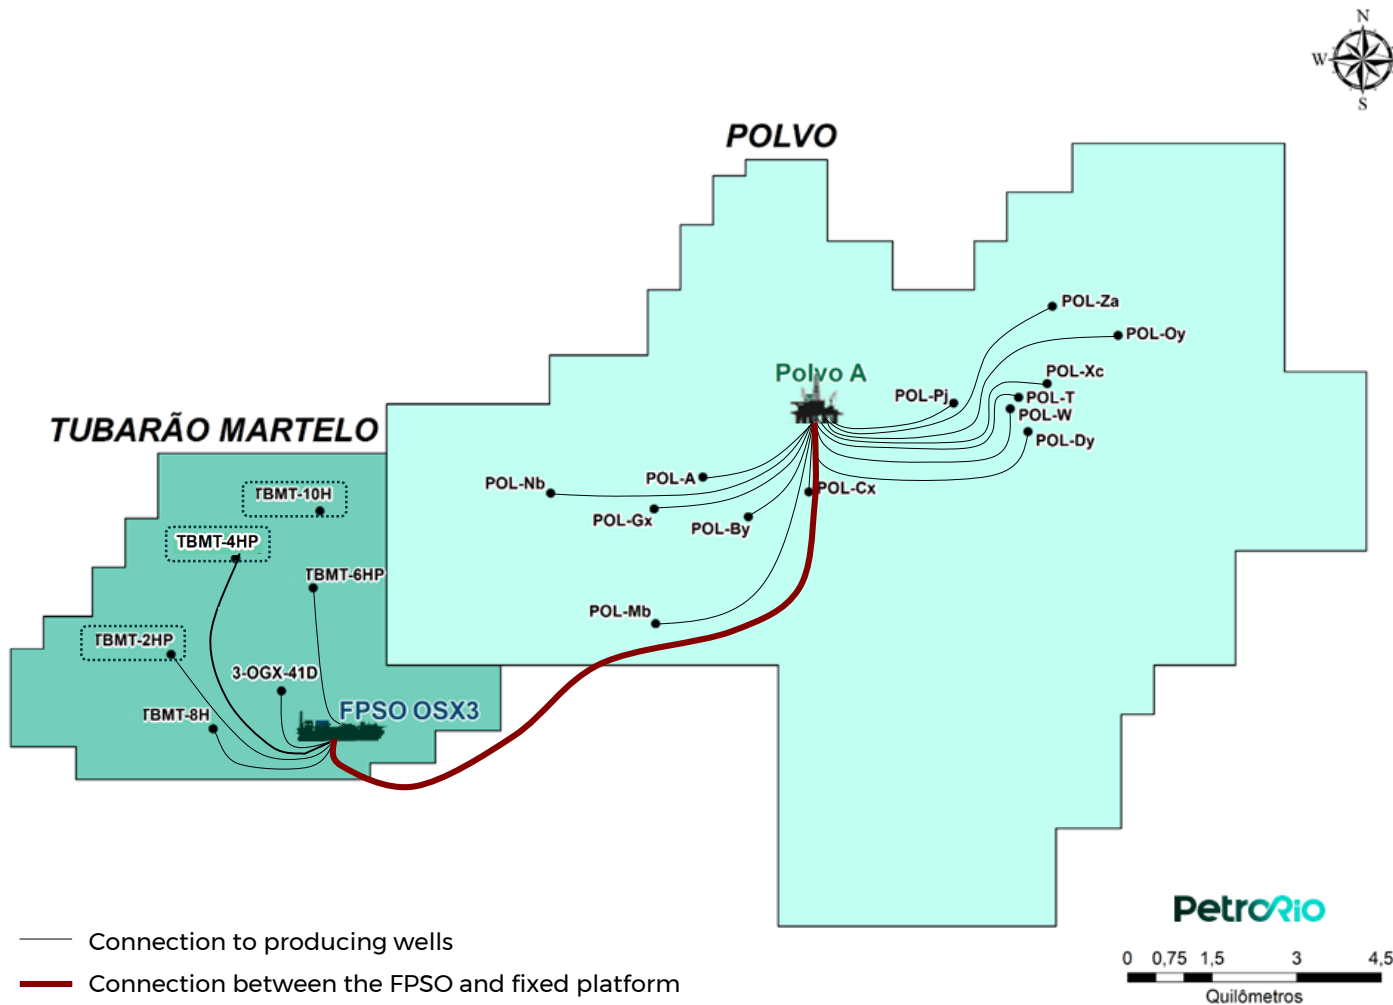 N
W
S
POLVO
POL-Za
POL-Oy
Polvo A
POL-Xc
POL-Pj
POL-T
POL-W
TUBARÃO MARTELO
POL-Dy
POL-A
POL-Nb
POL-Cx
TBMT-10H
POL-Gx
POL-By
TBMT-4HP
TBMT-6HP
POL-Mb
TBMT-2HP
3-OGX-41D
FPSO OSX3
TBMT-8H
PetroRio
Connection to producing wells
0 0,75 1,5 3 4,5
Connection between the FPSO and fixed platform
Quilômetros